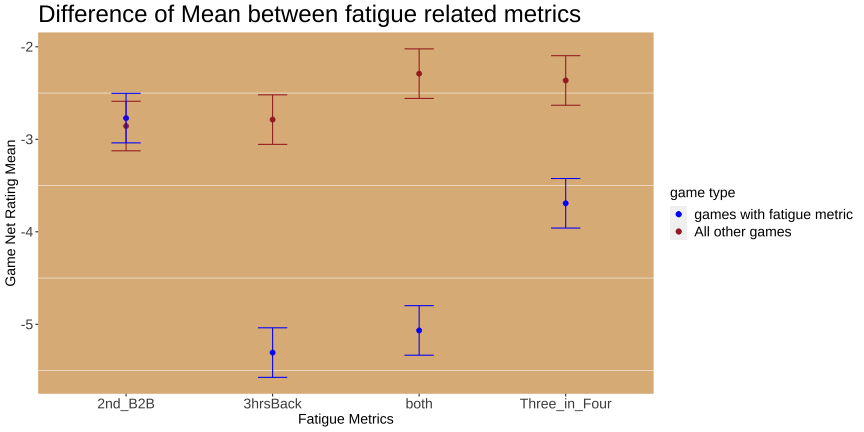 Difference of Mean between fatigue related metrics
Game Net Rating Mean
-2
-3
-4
-5
2nd_B2B
3hrsBack
both
Three_in_Four
Fatigue Metrics
game type
games with fatigue metric
All other games